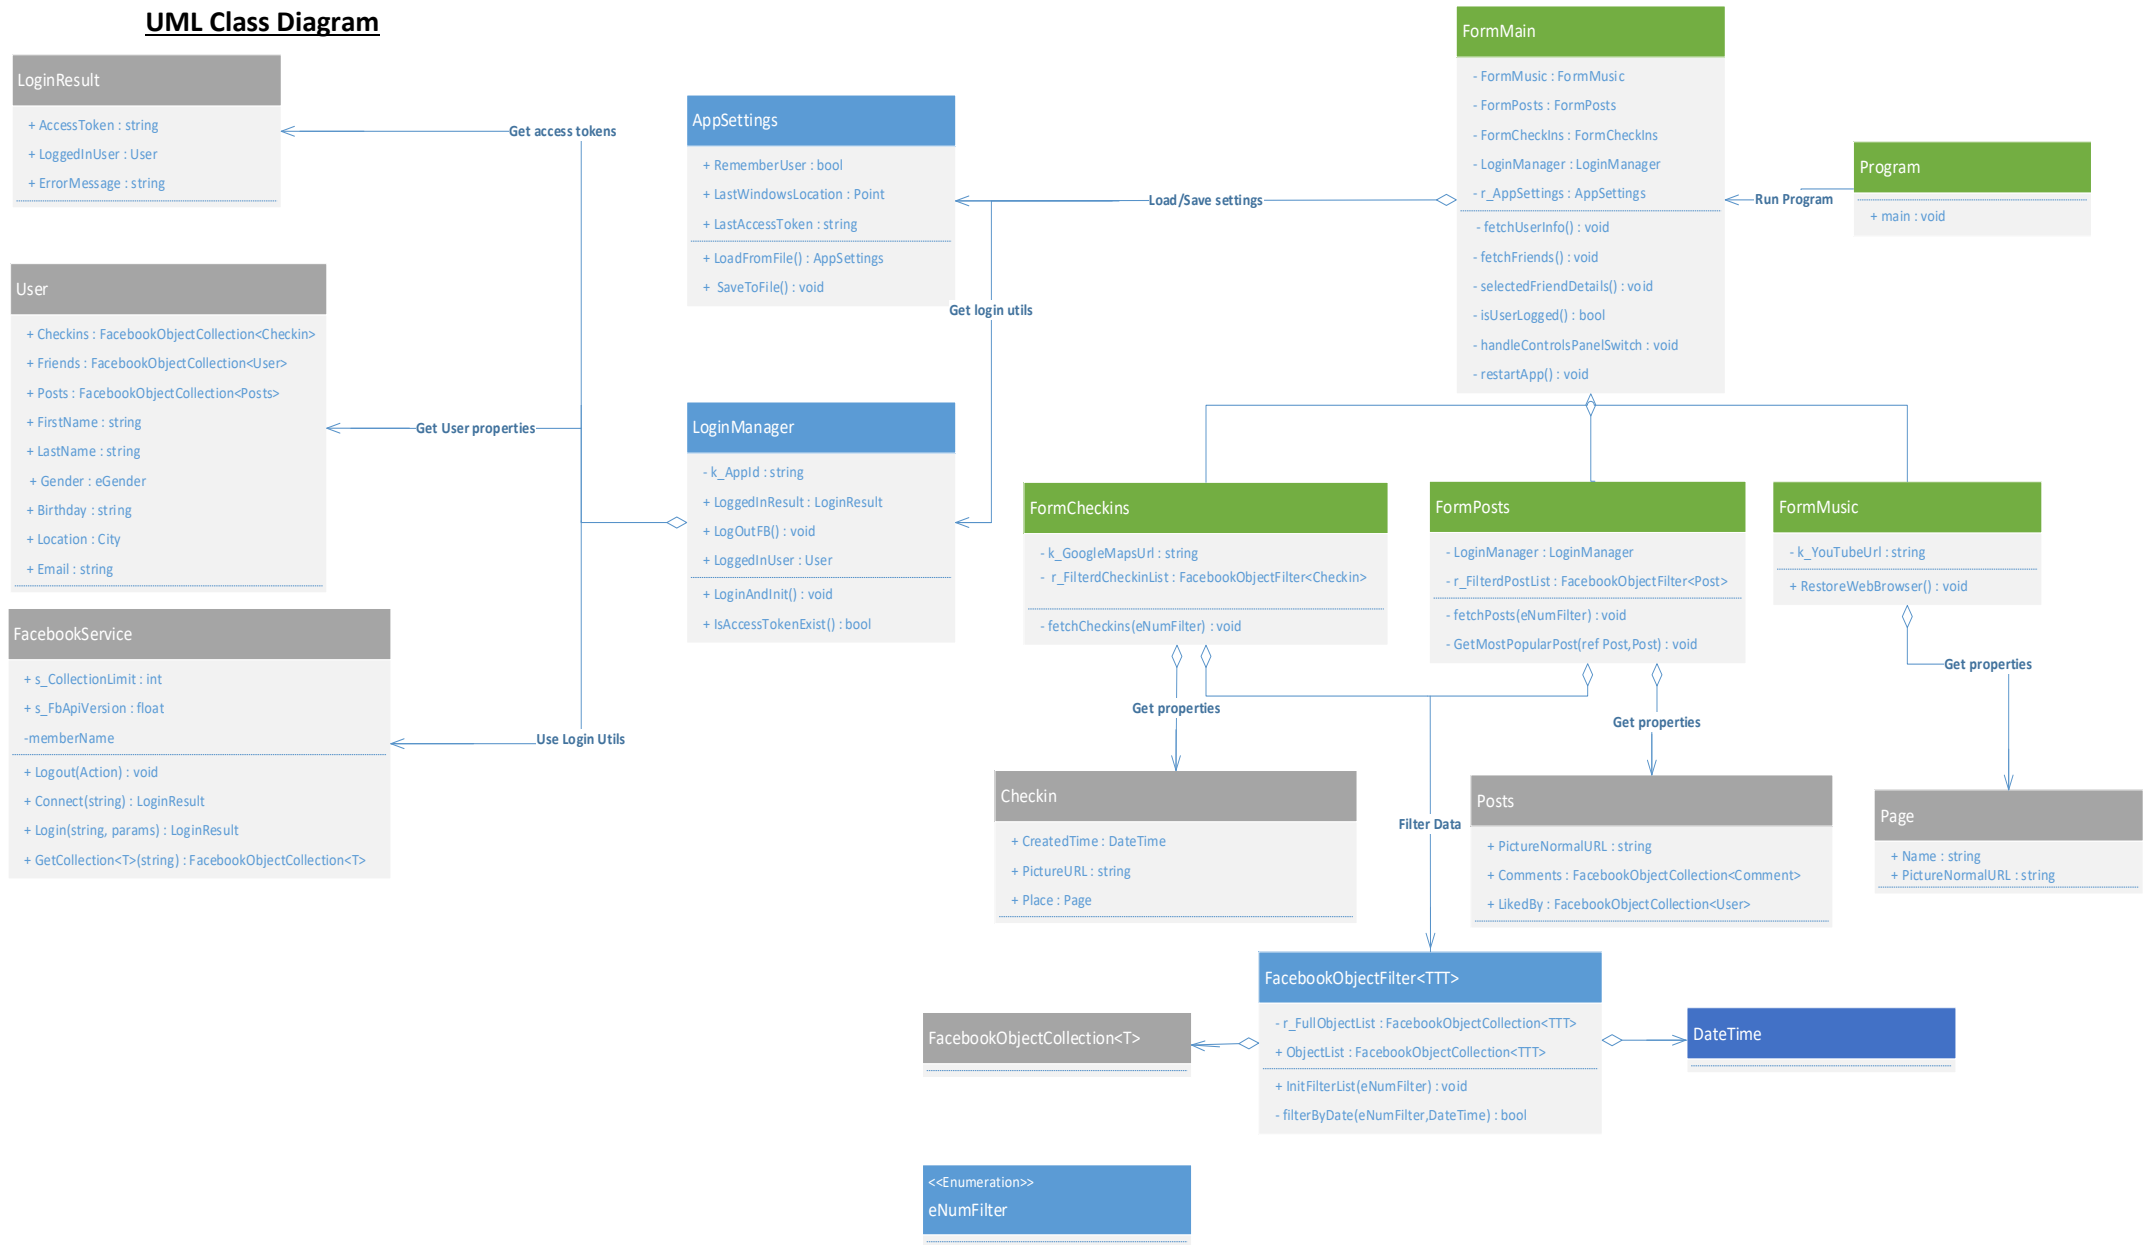 UML Class Diagram
LoginResult
+ AccessToken : string
+ LoggedInUser : User
+ ErrorMessage : string
Get access tokens
User
+ Checkins : FacebookObjectCollection<Checkin>
+ Friends : FacebookObjectCollection<User>
+ Posts : FacebookObjectCollection<Posts>
+ FirstName : string
+ LastName : string
+ Gender : eGender
+ Birthday : string
+ Location : City
+ Email : string
Get User properties
FacebookService
+ s_CollectionLimit : int
+ s_FbApiVersion : float
-memberName
+ Logout(Action) : void
+ Connect(string) : LoginResult
+ Login(string, params) : LoginResult
+ GetCollection<T>(string) : FacebookObjectCollection<T>
Use Login Utils
AppSettings
+ RememberUser : bool
+ LastWindowsLocation : Point
+ LastAccessToken : string
+ LoadFromFile() : AppSettings
+ SaveToFile() : void
Load/Save settings
Get login utils
LoginManager
- k_AppId : string
+ LoggedInResult : LoginResult
+ LogOutFB() : void
+ LoggedInUser : User
+ LoginAndInit() : void
+ IsAccessTokenExist() : bool
FormMain
- FormMusic : FormMusic
- FormPosts : FormPosts
- FormCheckIns : FormCheckIns
- LoginManager : LoginManager
- r_AppSettings : AppSettings
- fetchUserInfo() : void
- fetchFriends() : void
- selectedFriendDetails() : void
- isUserLogged() : bool
- handleControlsPanelSwitch : void
- restartApp() : void
Run Program
Program
+ main : void
FormCheckins
- k_GoogleMapsUrl : string
- r_FilterdCheckinList : FacebookObjectFilter<Checkin>
- fetchCheckins(eNumFilter) : void
FormPosts
- LoginManager : LoginManager
- r_FilterdPostList : FacebookObjectFilter<Post>
- fetchPosts(eNumFilter) : void
- GetMostPopularPost(ref Post,Post) : void
FormMusic
- k_YouTubeUrl : string
+ RestoreWebBrowser() : void
Get properties
Get properties
Get properties
Checkin
+ CreatedTime : DateTime
+ PictureURL : string
+ Place : Page
Filter Data
Posts
+ PictureNormalURL : string
+ Comments : FacebookObjectCollection<Comment>
+ LikedBy : FacebookObjectCollection<User>
Page
+ Name : string
+ PictureNormalURL : string
FacebookObjectFilter<TTT>
- r_FullObjectList : FacebookObjectCollection<TTT>
+ ObjectList : FacebookObjectCollection<TTT>
+ InitFilterList(eNumFilter) : void
- filterByDate(eNumFilter,DateTime) : bool
FacebookObjectCollection<T>
DateTime
<<Enumeration>>
eNumFilter